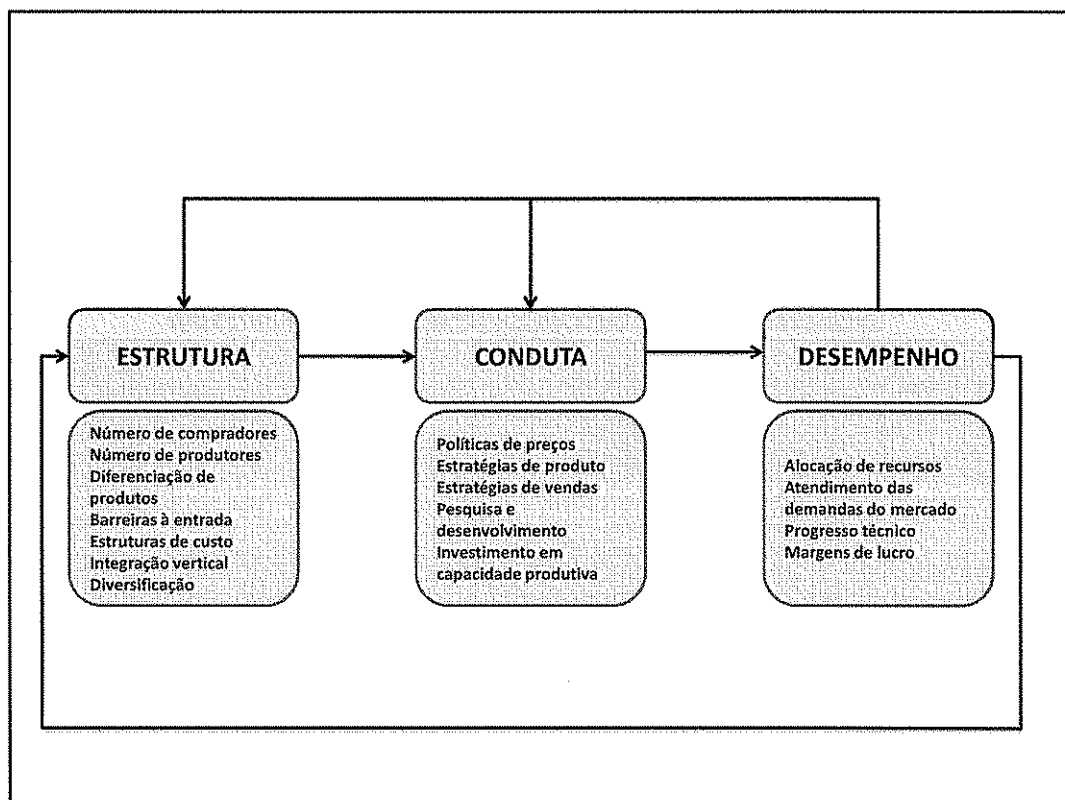 ESTRUTURA
Número de compradores
Número de produtores
Diferenciação de
produtos
Barreiras à entrada
Estruturas de custo
Integração vertical
Diversificação
CONDUTA
Políticas de preços
Estratégias de produto
Estratégias de vendas
Pesquisa e
desenvolvimento
Investimento em
capacidade produtiva
DESEMPENHO
Alocação de recursos
Atendimento das
demandas do mercado
Progresso técnico
Margens de lucro